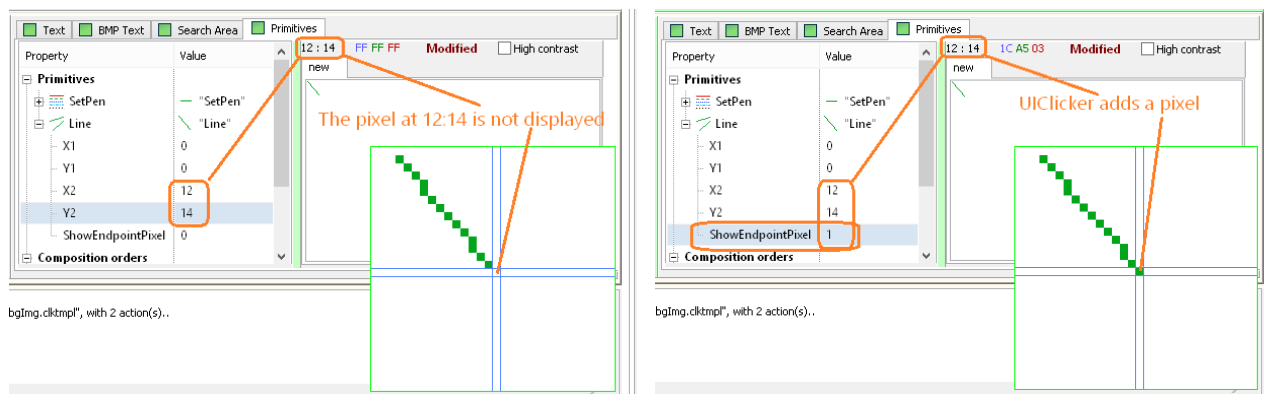 Text BMP Text Search Area Primitives
Property Value
12 : 14 FF FF FF Modified High contrast
new
Primitives
SetPen "SetPen"
Line "Line"
X1 0
Y1 0
X2 12
Y2 14
ShowEndpointPixel 0
Composition orders
The pixel at 12:14 is not displayed
bgImg.clktmpl", with 2 action(s)..
Text BMP Text Search Area Primitives
Property Value
12 : 14 1C A5 03 Modified High contrast
new
Primitives
SetPen "SetPen"
Line "Line"
X1 0
Y1 0
X2 12
Y2 14
ShowEndpointPixel 1
Composition orders
UIClicker adds a pixel
bgImg.clktmpl", with 2 action(s)..